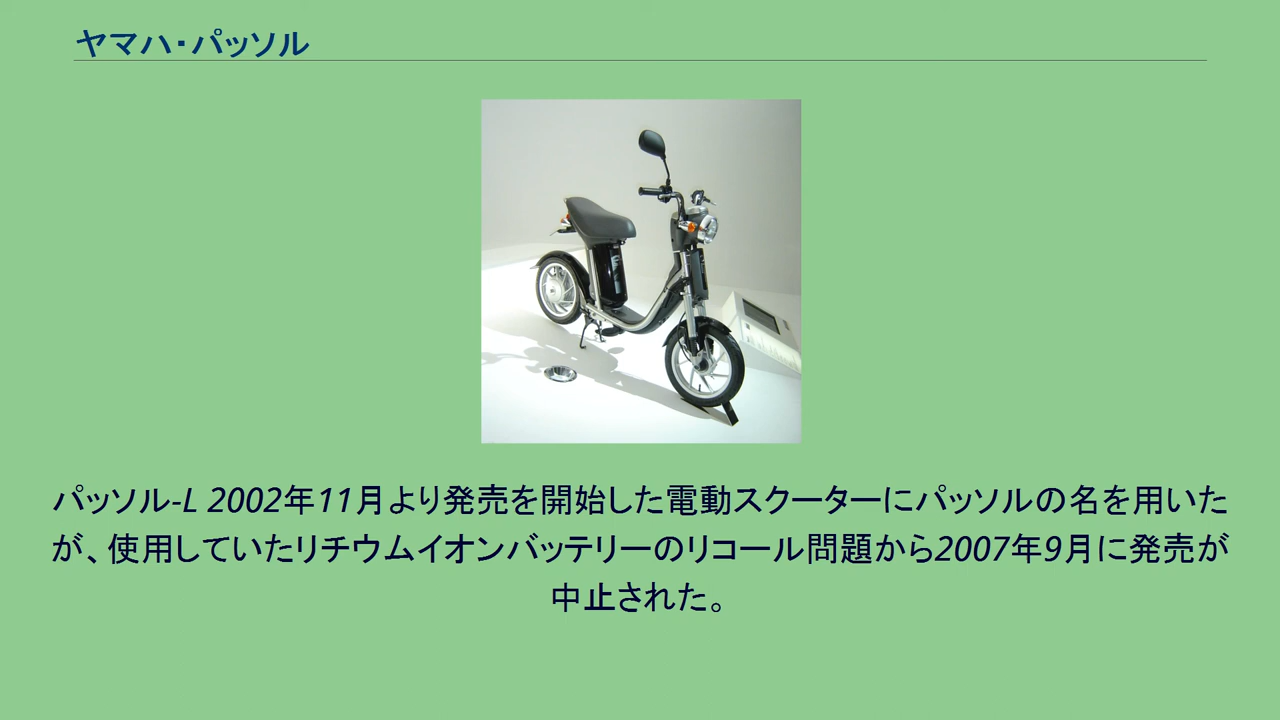 ヤマハ・パッソル
パッソル-L 2002年11月より発売を開始した電動スクーターにパッソルの名を用いた
が、使用していたリチウムイオンバッテリーのリコール問題から2007年9月に発売が
中止された。